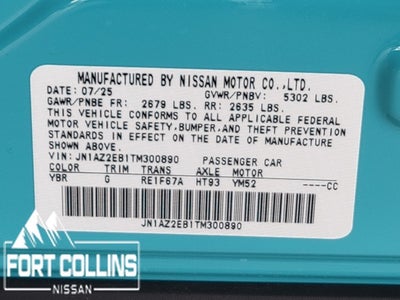 MANUFACTURED BY NISSAN MOTOR CO.,LTD.
DATE: 07/25 GVWR/PNBV: 5302 LBS.
GAWR/PNBE FR: 2679 LBS. RR: 2635 LBS.
THIS VEHICLE CONFORMS TO ALL APPLICABLE FEDERAL
MOTOR VEHICLE SAFETY,BUMPER,AND THEFT PREVENTION
STANDARDS IN EFFECT ON THE DATE OF MANUFACTURE
SHOWN ABOVE.
VIN:JN1AZ2EB1TM300890 PASSENGER CAR
COLOR TRIM TRANS AXLE MOTOR
YBR G RE1F67A HT93 YM52 ----CC
JN1AZ2EB1TM300890
FORT COLLINS
NISSAN